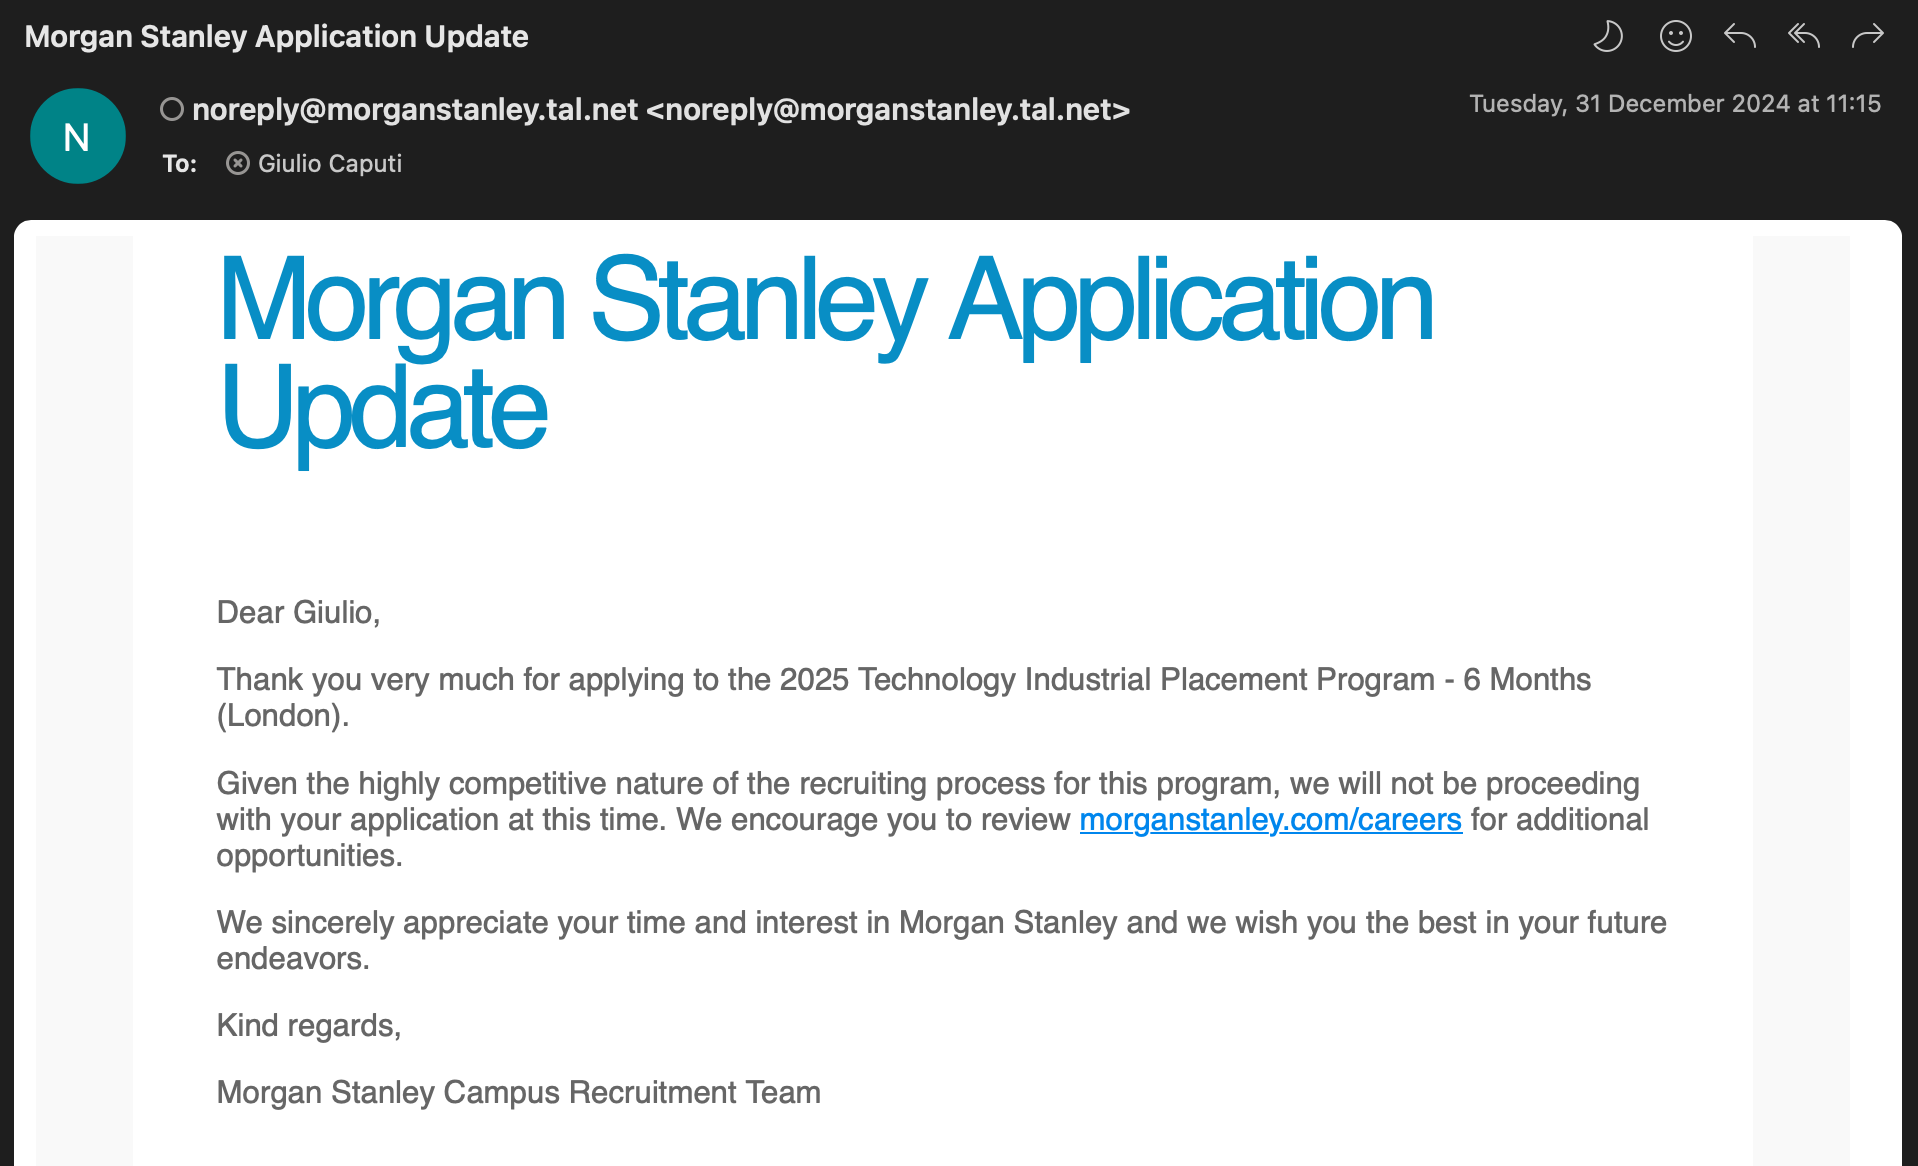 Morgan Stanley Application Update
noreply@morganstanley.tal.net <noreply@morganstanley.tal.net>
Tuesday, 31 December 2024 at 11:15
N
To: Giulio Caputi
Morgan Stanley Application
Update
Dear Giulio,
Thank you very much for applying to the 2025 Technology Industrial Placement Program - 6 Months
(London).
Given the highly competitive nature of the recruiting process for this program, we will not be proceeding
with your application at this time. We encourage you to review morganstanley.com/careers for additional
opportunities.
We sincerely appreciate your time and interest in Morgan Stanley and we wish you the best in your future
endeavors.
Kind regards,
Morgan Stanley Campus Recruitment Team